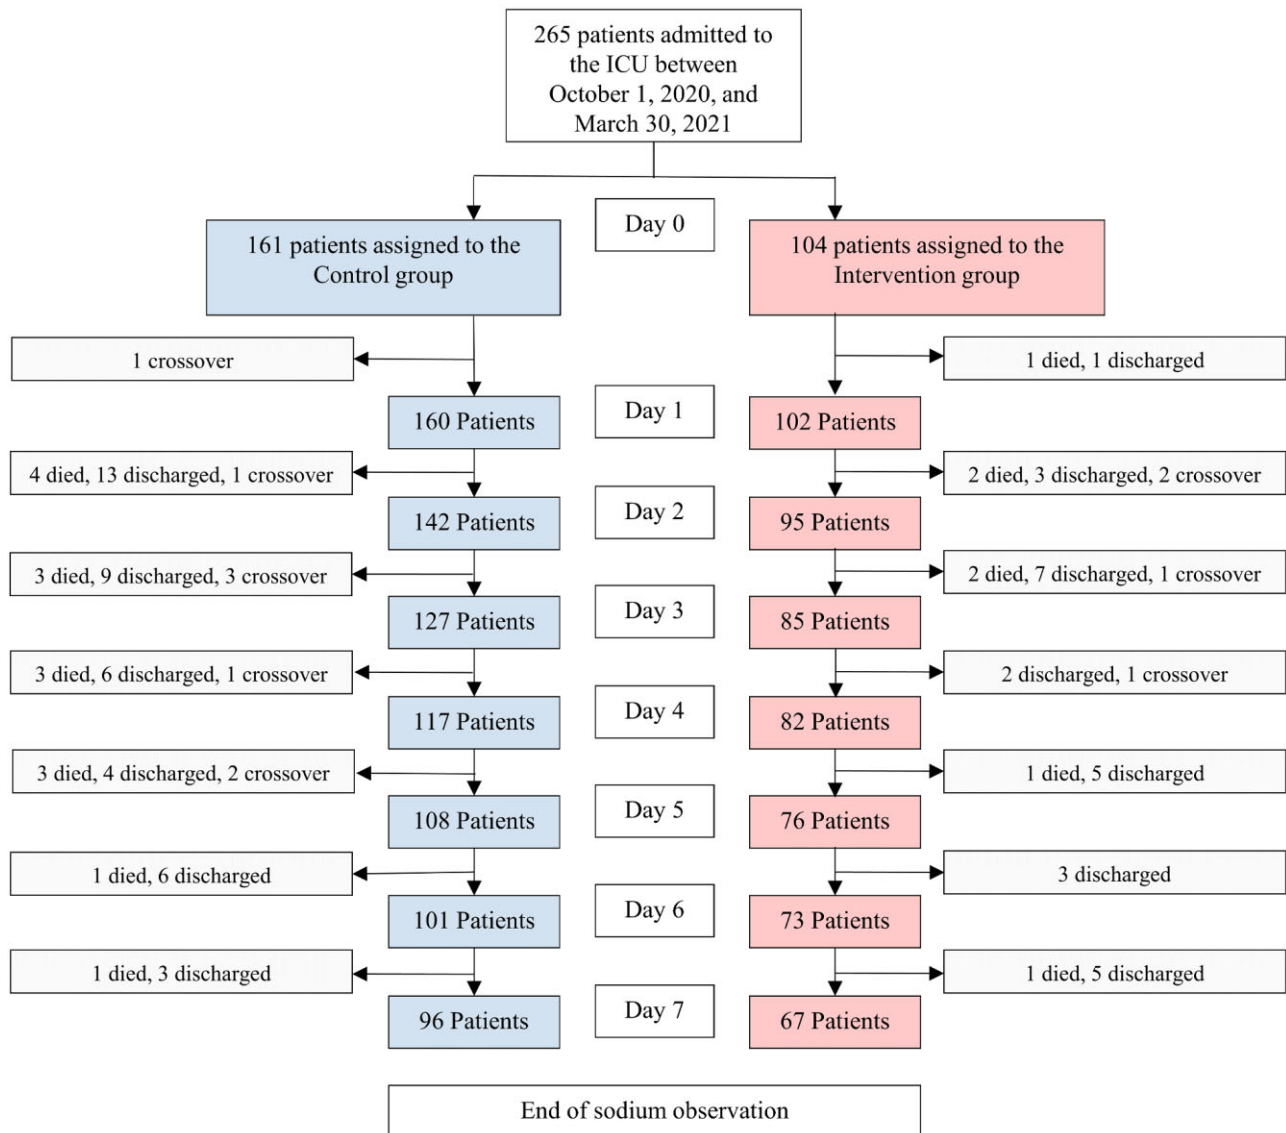 265 patients admitted to
the ICU between
October 1, 2020, and
March 30, 2021
Day 0
161 patients assigned to the
Control group
104 patients assigned to the
Intervention group
1 crossover
1 died, 1 discharged
160 Patients
Day 1
102 Patients
4 died, 13 discharged, 1 crossover
2 died, 3 discharged, 2 crossover
142 Patients
Day 2
95 Patients
3 died, 9 discharged, 3 crossover
2 died, 7 discharged, 1 crossover
127 Patients
Day 3
85 Patients
3 died, 6 discharged, 1 crossover
2 discharged, 1 crossover
117 Patients
Day 4
82 Patients
3 died, 4 discharged, 2 crossover
1 died, 5 discharged
108 Patients
Day 5
76 Patients
1 died, 6 discharged
3 discharged
101 Patients
Day 6
73 Patients
1 died, 3 discharged
1 died, 5 discharged
96 Patients
Day 7
67 Patients
End of sodium observation